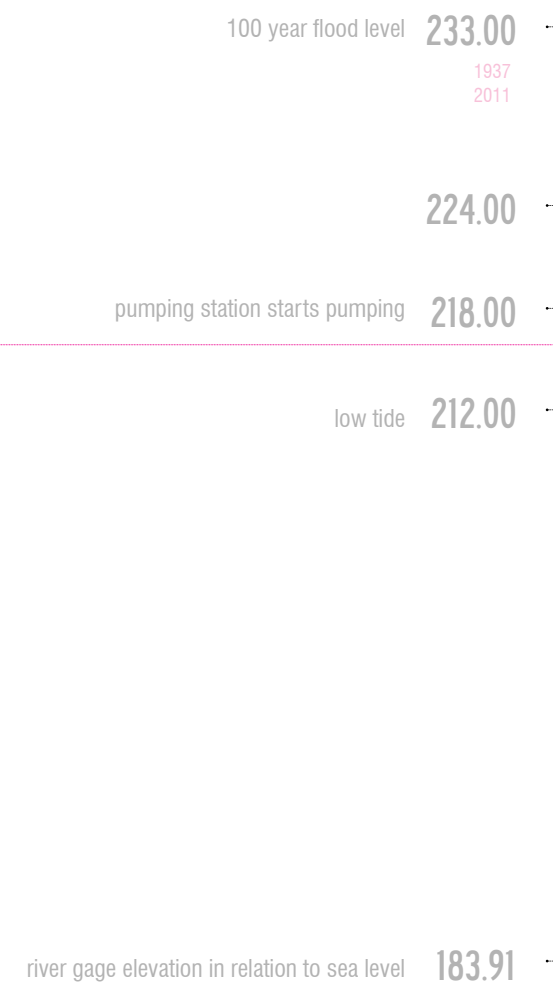 100 year flood level 233.00
1937
2011
224.00
pumping station starts pumping 218.00
low tide 212.00
river gage elevation in relation to sea level 183.91